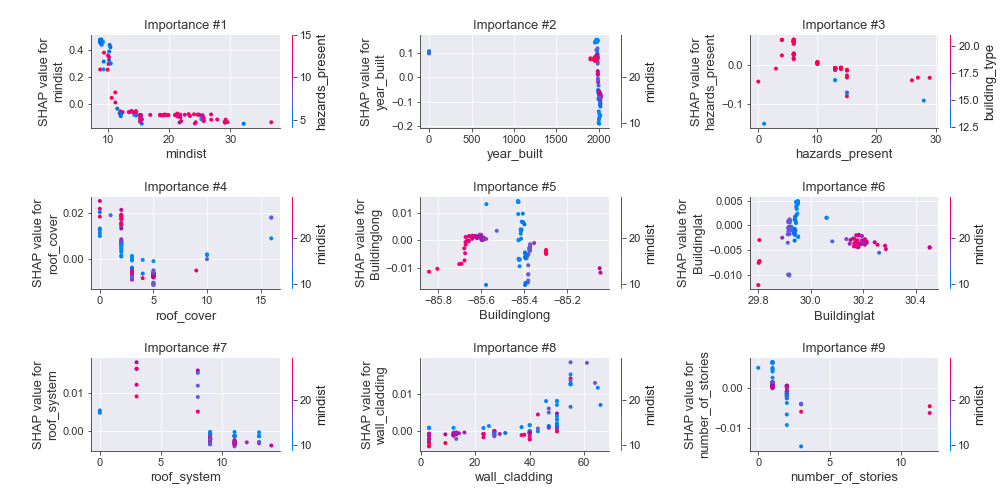 Importance #1
SHAP value for
mindist
0.4
0.2
0.0
10
20
30
mindist
15
10
5
hazards_present
Importance #2
SHAP value for
year_built
0.1
0.0
−0.1
−0.2
0
500
1000
1500
2000
year_built
20
10
mindist
Importance #3
SHAP value for
hazards_present
0.0
−0.1
0
10
20
30
hazards_present
20.0
17.5
15.0
12.5
building_type
Importance #4
SHAP value for
roof_cover
0.02
0.00
0
5
10
15
roof_cover
20
10
mindist
Importance #5
SHAP value for
Buildinglong
0.01
0.00
−0.01
−85.8
−85.6
−85.4
−85.2
Buildinglong
20
10
mindist
Importance #6
SHAP value for
Buildinglat
0.005
0.000
−0.005
−0.010
29.8
30.0
30.2
30.4
Buildinglat
20
10
mindist
Importance #7
SHAP value for
roof_system
0.01
0.00
0
5
10
roof_system
20
10
mindist
Importance #8
SHAP value for
wall_cladding
0.01
0.00
0
20
40
60
wall_cladding
20
10
mindist
Importance #9
SHAP value for
number_of_stories
0.00
−0.01
0
5
10
number_of_stories
20
10
mindist